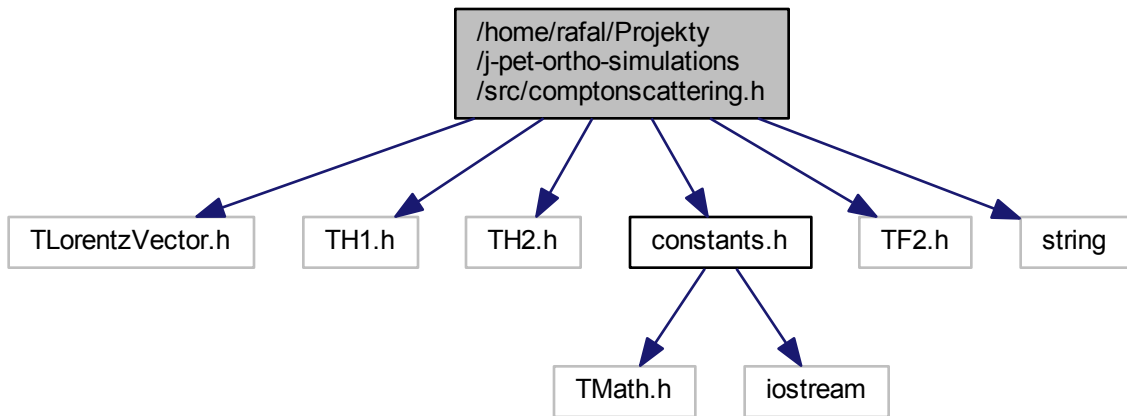 /home/rafal/Projekty
/j-pet-ortho-simulations
/src/comptonscattering.h
TLorentzVector.h
TH1.h
TH2.h
constants.h
TF2.h
string
TMath.h
iostream